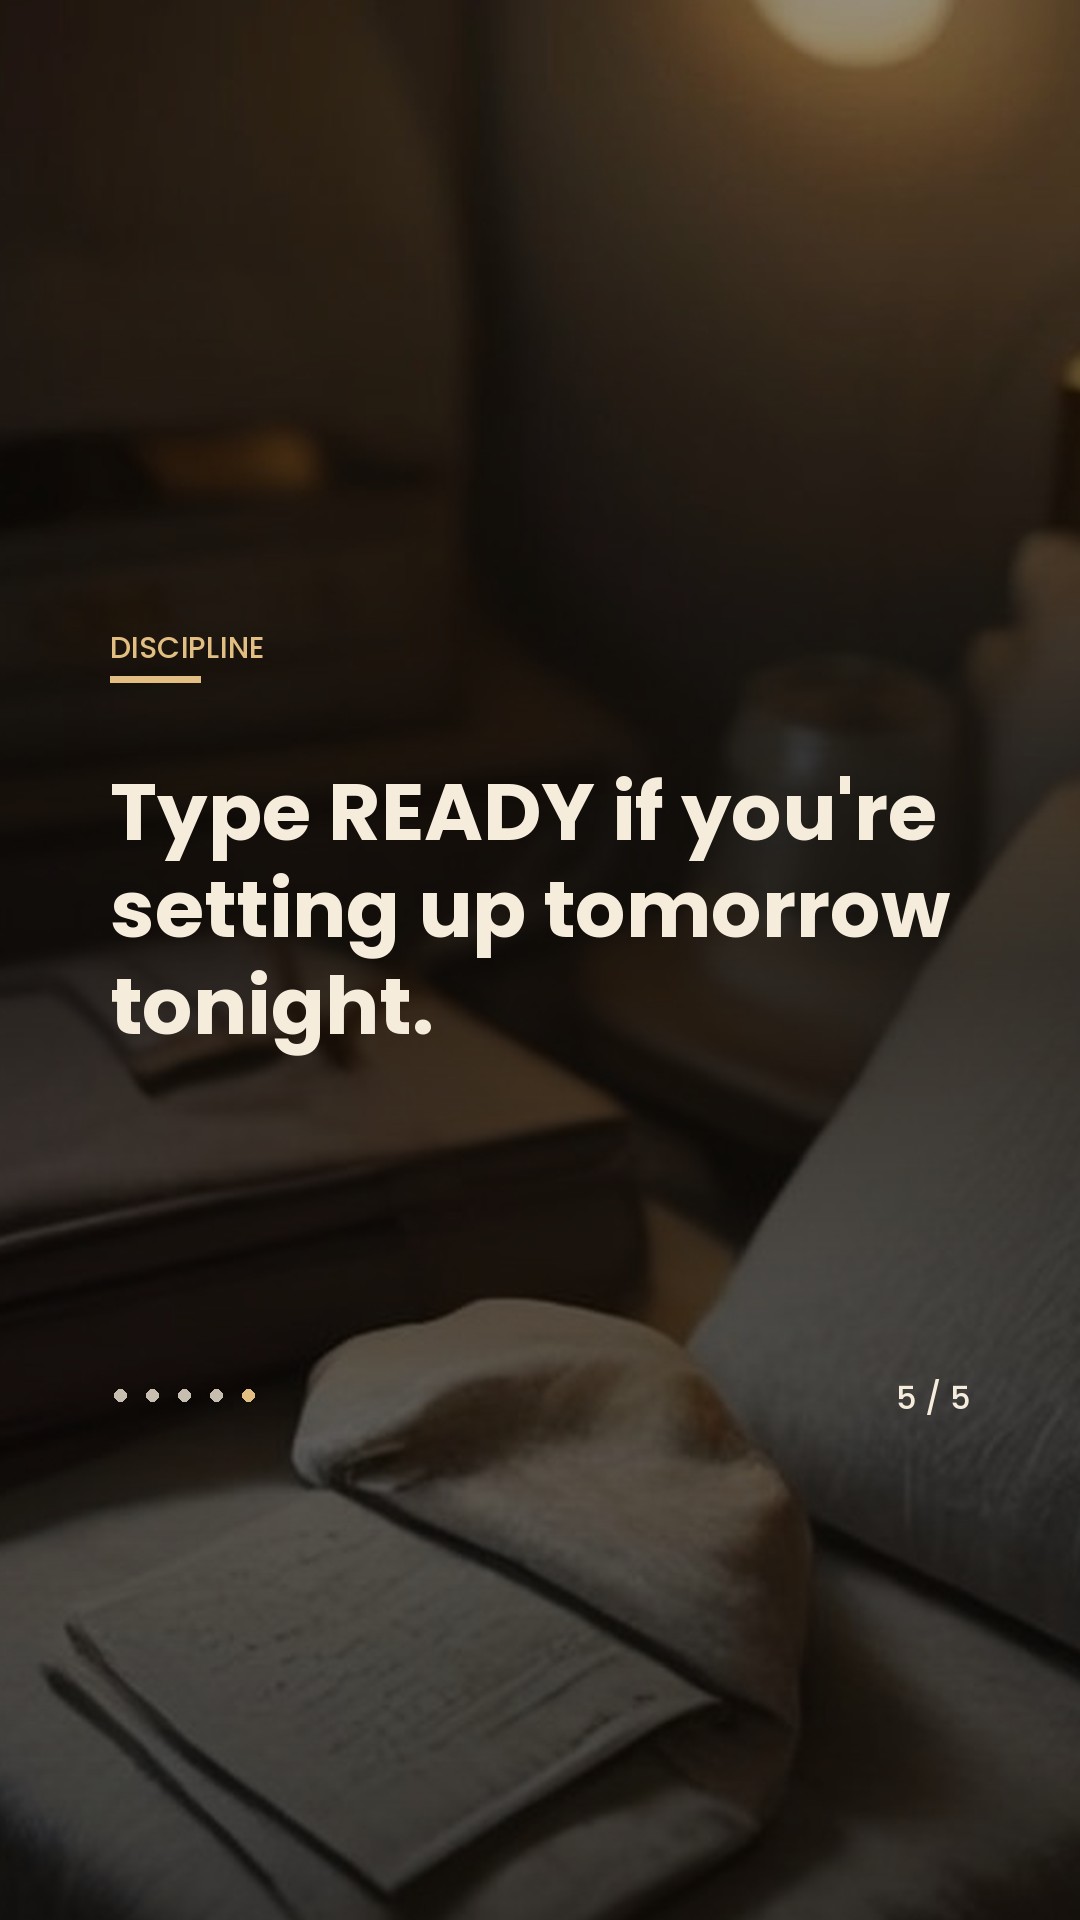 DISCIPLINE
Type READY if you're
setting up tomorrow
tonight.
5 / 5